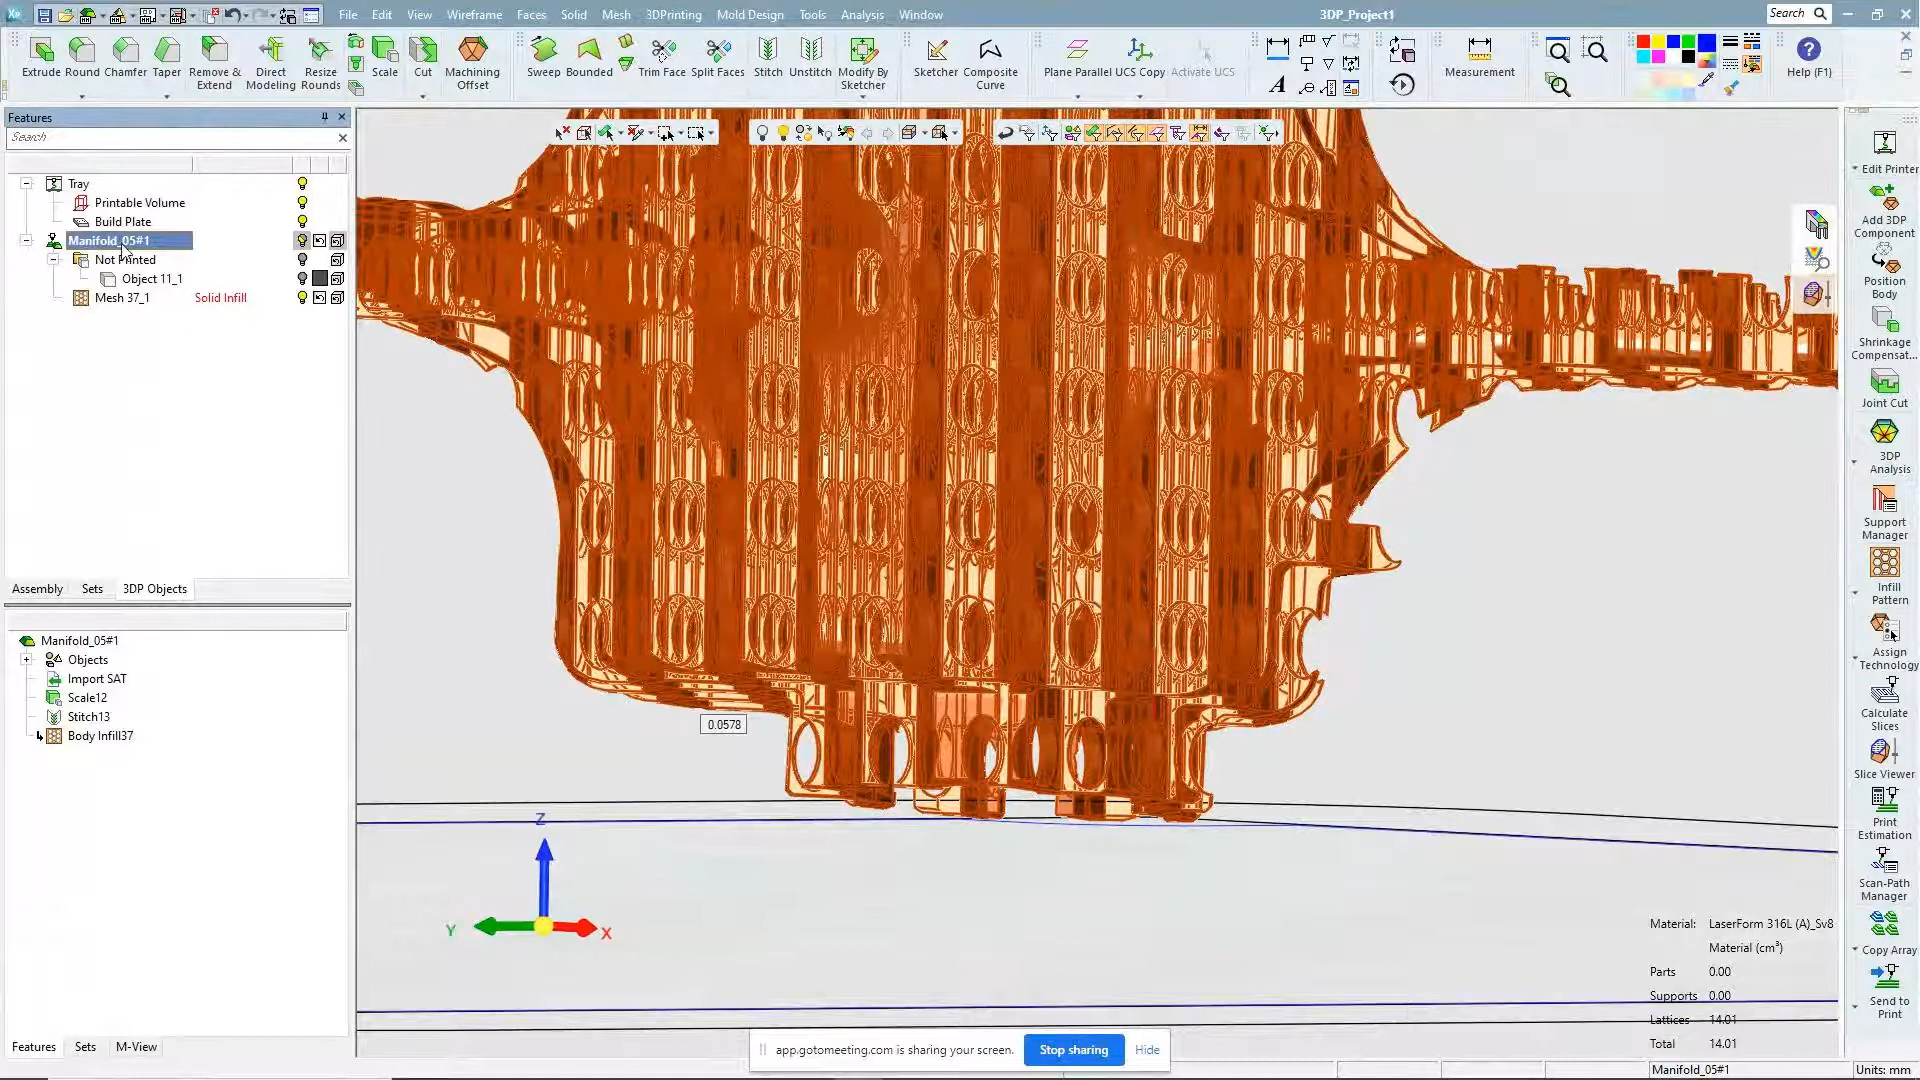 File Edit View Wireframe Faces Solid Mesh 3DPrinting Mold Design Tools Analysis Window
3DP_Project1
Search
Extrude Round Chamfer Taper Remove & Extend Direct Modeling Resize Rounds Scale Cut Machining Offset
Sweep Bounded Trim Face Split Faces Stitch Unstitch Modify By Sketcher
Sketcher Composite Curve
Plane Parallel UCS Copy Activate UCS
A
Measurement
Help (F1)
Features
Search
Tray
Printable Volume
Build Plate
Manifold_05#1
Not Printed
Object 11_1
Mesh 37_1 Solid Infill
Assembly Sets 3DP Objects
Manifold_05#1
Objects
Import SAT
Scale12
Stitch13
Body Infill37
Features Sets M-View
0.0578
Z
Y
X
Material: LaserForm 316L (A)_Sv8
Material (cm³)
Parts 0.00
Supports 0.00
Lattices 14.01
Total 14.01
Edit Printer
Add 3DP Component
Position Body
Shrinkage Compensat...
Joint Cut
3DP Analysis
Support Manager
Infill Pattern
Assign Technology
Calculate Slices
Slice Viewer
Print Estimation
Scan-Path Manager
Copy Array
Send to Print
app.gotomeeting.com is sharing your screen. Stop sharing Hide
Manifold_05#1
Units: mm